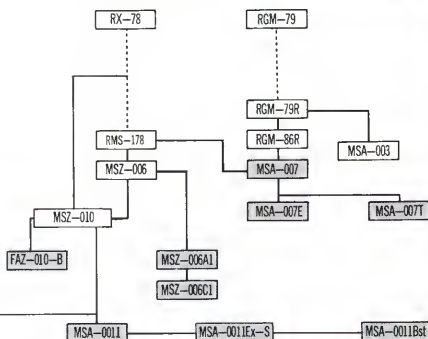 RX-78 RGM-79
RGM-79R
RMS-178 RGM-86R MSA-003
MSZ-006 MSA-007
MSZ-010 MSA-007E MSA-007T
FAZ-010-B MSZ-006A1
MSZ-006C1
MSA-0011 MSA-0011Ex-S MSA-0011Bst